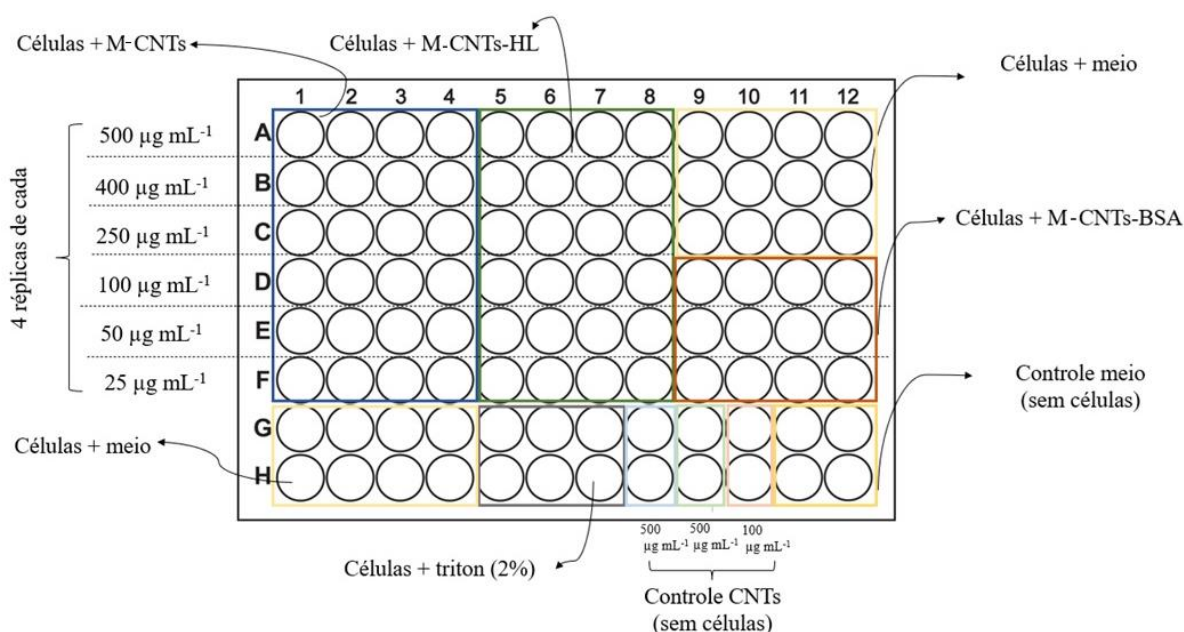 Células + M-CNTs
Células + M-CNTs-HL
Células + meio
1 2 3 4 5 6 7 8 9 10 11 12
4 réplicas de cada
500 µg mL-1
A
400 µg mL-1
B
250 µg mL-1
C
Células + M-CNTs-BSA
100 µg mL-1
D
50 µg mL-1
E
25 µg mL-1
F
Controle meio
(sem células)
Células + meio
G
H
500
µg mL-1
500
µg mL-1
100
µg mL-1
Células + triton (2%)
Controle CNTs
(sem células)